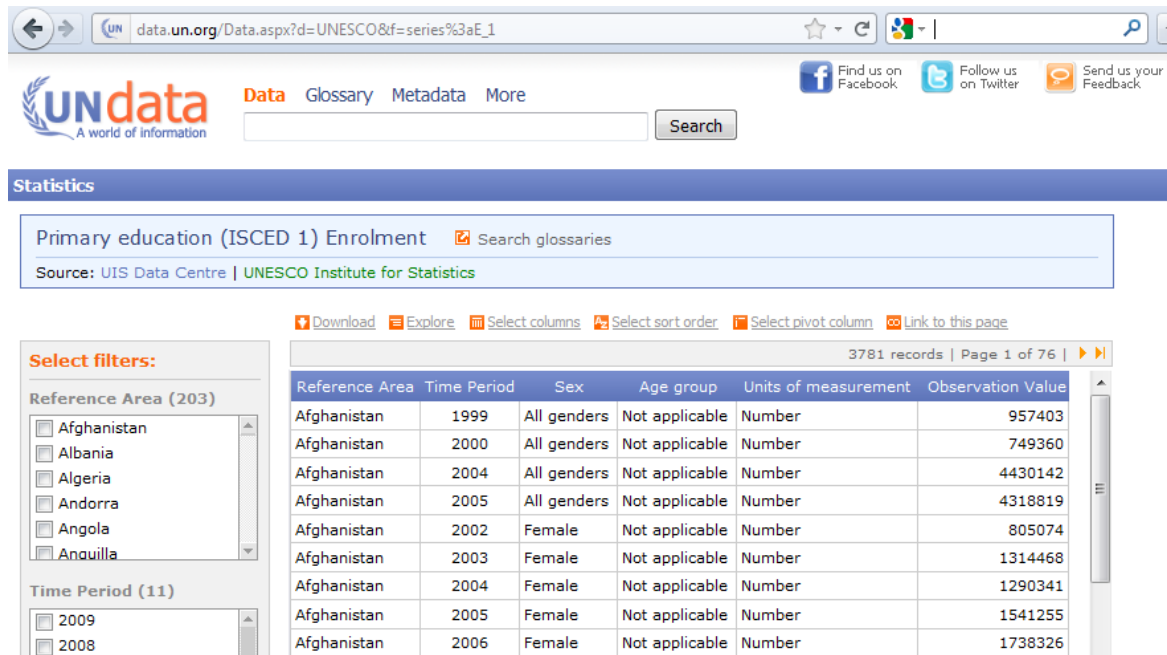 data.un.org/Data.aspx?d=UNESCO&f=series%3aE_1
UNdata
A world of information
Data Glossary Metadata More
Search
Find us on Facebook
Follow us on Twitter
Send us your Feedback
Statistics
Primary education (ISCED 1) Enrolment Search glossaries
Source: UIS Data Centre | UNESCO Institute for Statistics
Download Explore Select columns Select sort order Select pivot column Link to this page
3781 records | Page 1 of 76 |
Select filters:
Reference Area (203)
Afghanistan
Albania
Algeria
Andorra
Angola
Anguilla
Time Period (11)
2009
2008
Reference Area Time Period Sex Age group Units of measurement Observation Value
Afghanistan 1999 All genders Not applicable Number 957403
Afghanistan 2000 All genders Not applicable Number 749360
Afghanistan 2004 All genders Not applicable Number 4430142
Afghanistan 2005 All genders Not applicable Number 4318819
Afghanistan 2002 Female Not applicable Number 805074
Afghanistan 2003 Female Not applicable Number 1314468
Afghanistan 2004 Female Not applicable Number 1290341
Afghanistan 2005 Female Not applicable Number 1541255
Afghanistan 2006 Female Not applicable Number 1738326